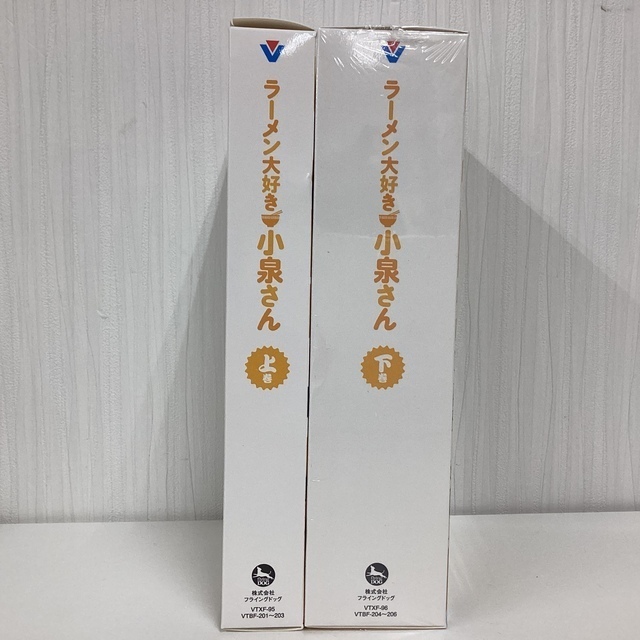 ラーメン大好き小泉さん
上巻
株式会社
フライングドッグ
VTXF-95
VTBF-201〜203
ラーメン大好き小泉さん
下巻
株式会社
フライングドッグ
VTXF-96
VTBF-204〜206